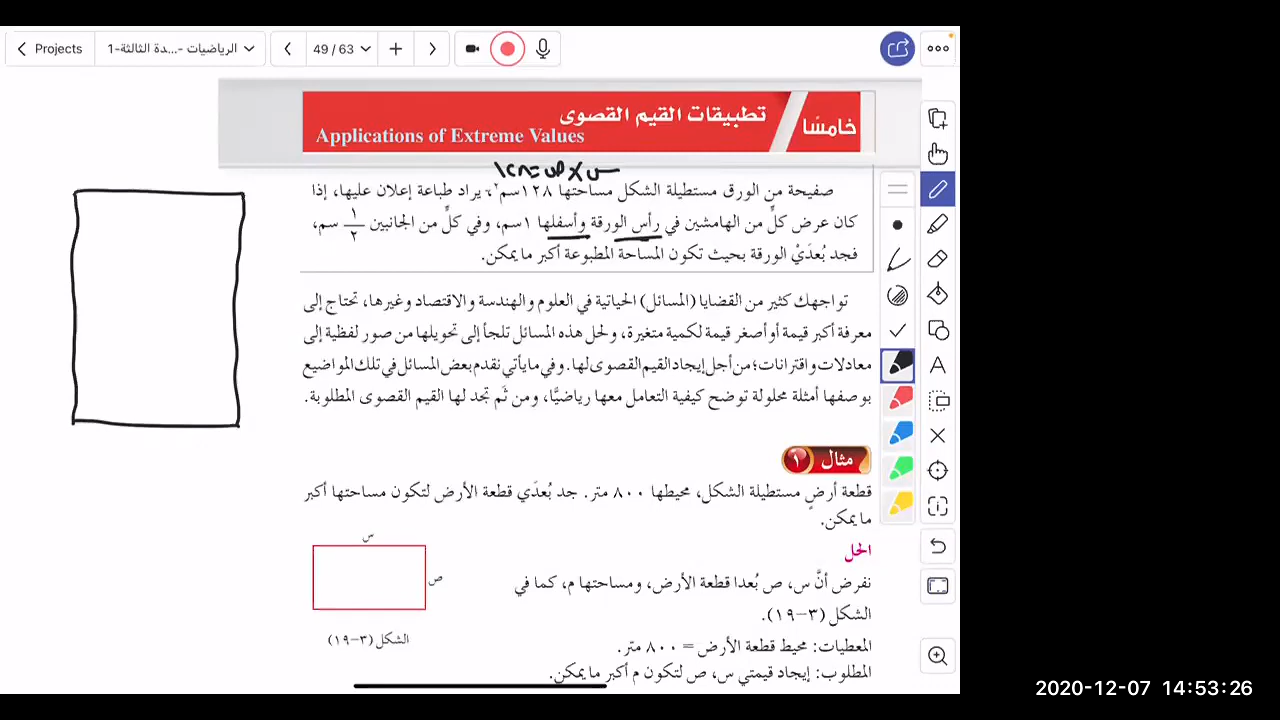 Projects
الرياضيات -...دة الثالثة-1
49 / 63
خامسًا
تطبيقات القيم القصوى
Applications of Extreme Values
س × ص = ١٢٨
صفيحة من الورق مستطيلة الشكل مساحتها ١٢٨سم٢، يراد طباعة إعلان عليها، إذا
كان عرض كلٍّ من الهامشين في رأس الورقة وأسفلها ١سم، وفي كلٍّ من الجانبين ١/٢ سم،
فجد بُعدَيْ الورقة بحيث تكون المساحة المطبوعة أكبر ما يمكن.
تواجهك كثير من القضايا (المسائل) الحياتية في العلوم والهندسة والاقتصاد وغيرها، تحتاج إلى
معرفة أكبر قيمة أو أصغر قيمة لكمية متغيرة، ولحل هذه المسائل تلجأ إلى تحويلها من صور لفظية إلى
معادلات واقترانات؛ من أجل إيجاد القيم القصوى لها. وفي ما يأتي نقدم بعض المسائل في تلك المواضيع
بوصفها أمثلة محلولة توضح كيفية التعامل معها رياضيًّا، ومن ثَم تجد لها القيم القصوى المطلوبة.
مثال ١
قطعة أرضٍ مستطيلة الشكل، محيطها ٨٠٠ متر. جد بُعدَي قطعة الأرض لتكون مساحتها أكبر
ما يمكن.
الحل
س
نفرض أنَّ س، ص بُعدا قطعة الأرض، ومساحتها م، كما في
ص
الشكل (٣-١٩).
الشكل (٣-١٩)
المعطيات: محيط قطعة الأرض = ٨٠٠ متر.
المطلوب: إيجاد قيمتي س، ص لتكون م أكبر ما يمكن.
A
2020-12-07 14:53:26